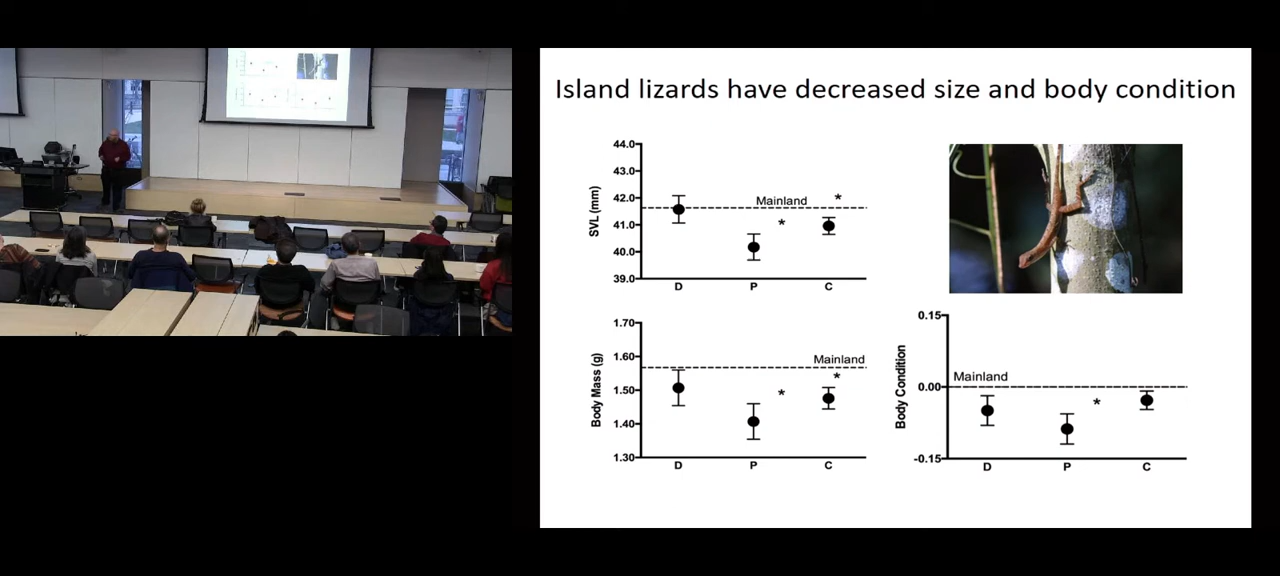 Island lizards have decreased size and body condition
44.0
43.0
42.0
41.0
40.0
39.0
SVL (mm)
Mainland
*
*
D P C
1.70
1.60
1.50
1.40
1.30
Body Mass (g)
Mainland
*
*
D P C
0.15
0.00
-0.15
Body Condition
Mainland
*
D P C